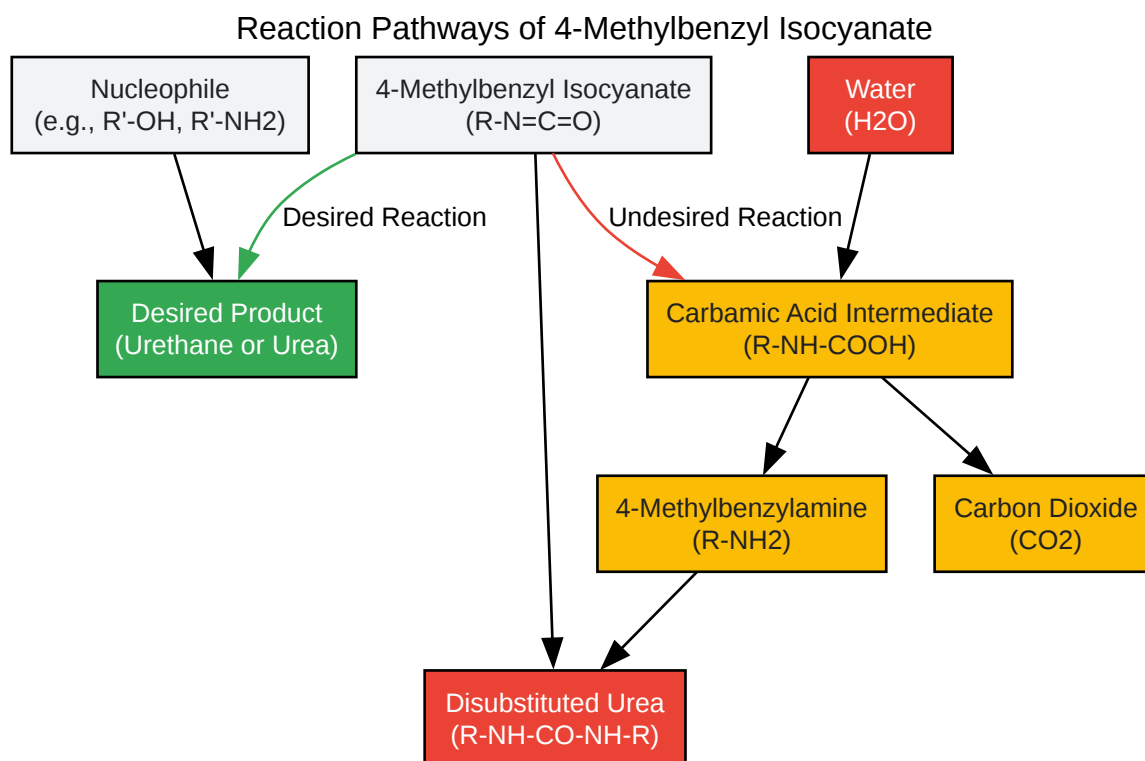 Reaction Pathways of 4-Methylbenzyl Isocyanate
Nucleophile
(e.g., R'-OH, R'-NH2)
4-Methylbenzyl Isocyanate
(R-N=C=O)
Water
(H2O)
Desired Reaction
Undesired Reaction
Desired Product
(Urethane or Urea)
Carbamic Acid Intermediate
(R-NH-COOH)
4-Methylbenzylamine
(R-NH2)
Carbon Dioxide
(CO2)
Disubstituted Urea
(R-NH-CO-NH-R)